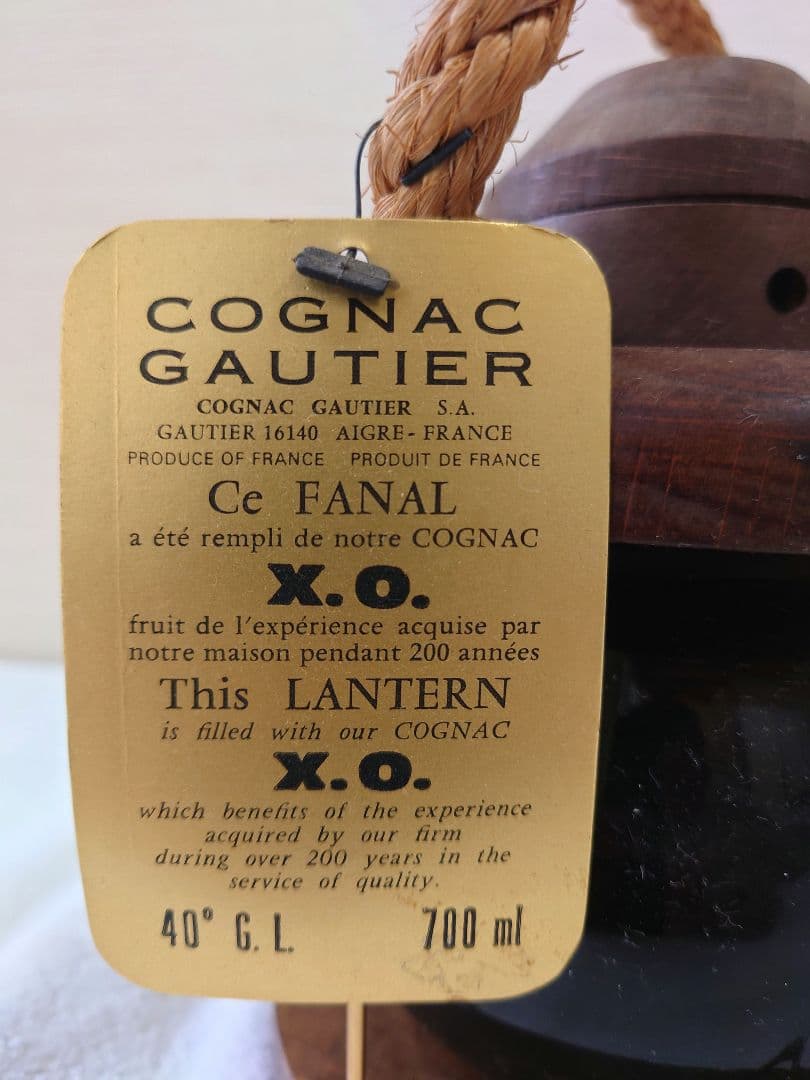 COGNAC
GAUTIER
COGNAC GAUTIER S.A.
GAUTIER 16140 AIGRE - FRANCE
PRODUCE OF FRANCE PRODUIT DE FRANCE
Ce FANAL
a été rempli de notre COGNAC
X.O.
fruit de l'expérience acquise par
notre maison pendant 200 années
This LANTERN
is filled with our COGNAC
X.O.
which benefits of the experience
acquired by our firm
during over 200 years in the
service of quality.
40° G. L. 700 ml